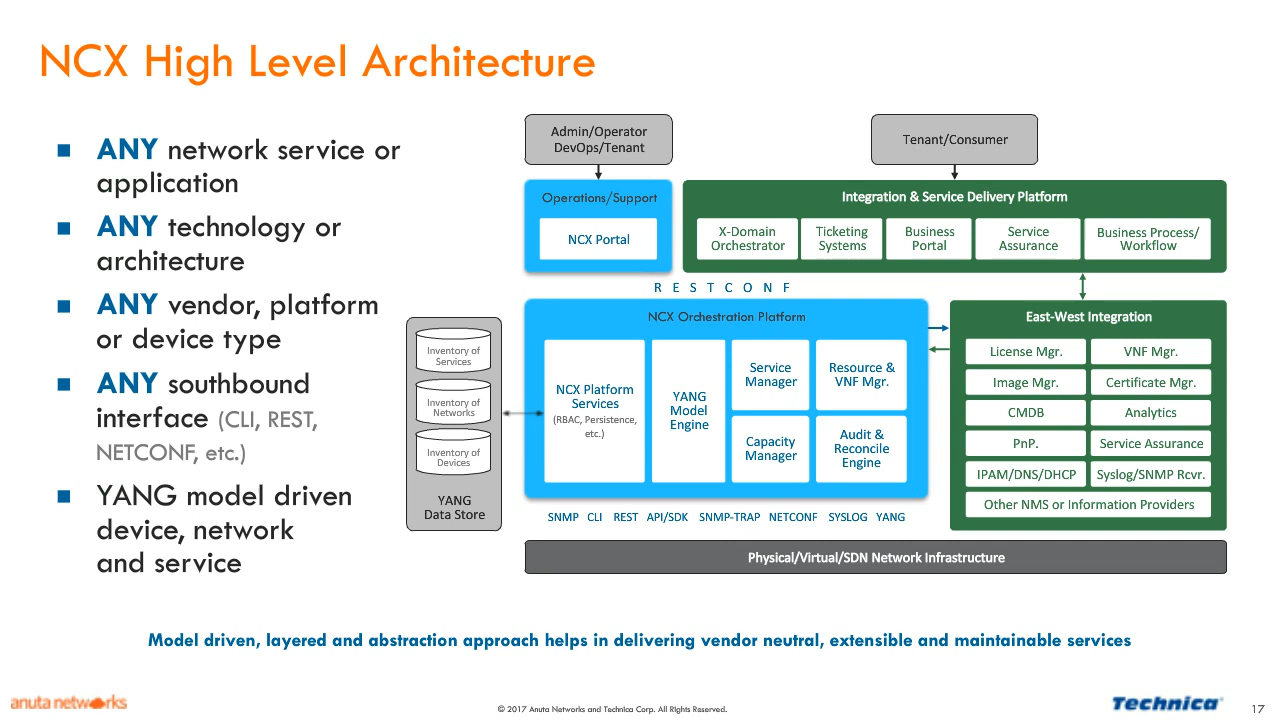 NCX High Level Architecture
ANY network service or
application
ANY technology or
architecture
ANY vendor, platform
or device type
ANY southbound
interface (CLI, REST,
NETCONF, etc.)
YANG model driven
device, network
and service
Admin/Operator
DevOps/Tenant
Tenant/Consumer
Operations/Support
NCX Portal
Integration & Service Delivery Platform
X-Domain
Orchestrator
Ticketing
Systems
Business
Portal
Service
Assurance
Business Process/
Workflow
RESTCONF
Inventory of
Services
Inventory of
Networks
Inventory of
Devices
YANG
Data Store
NCX Orchestration Platform
NCX Platform
Services
(RBAC, Persistence,
etc.)
YANG
Model
Engine
Service
Manager
Resource &
VNF Mgr.
Capacity
Manager
Audit &
Reconcile
Engine
East-West Integration
License Mgr.
VNF Mgr.
Image Mgr.
Certificate Mgr.
CMDB
Analytics
PnP.
Service Assurance
IPAM/DNS/DHCP
Syslog/SNMP Rcvr.
Other NMS or Information Providers
SNMP CLI REST API/SDK SNMP-TRAP NETCONF SYSLOG YANG
Physical/Virtual/SDN Network Infrastructure
Model driven, layered and abstraction approach helps in delivering vendor neutral, extensible and maintainable services
anuta networks
© 2017 Anuta Networks and Technica Corp. All Rights Reserved.
Technica
17